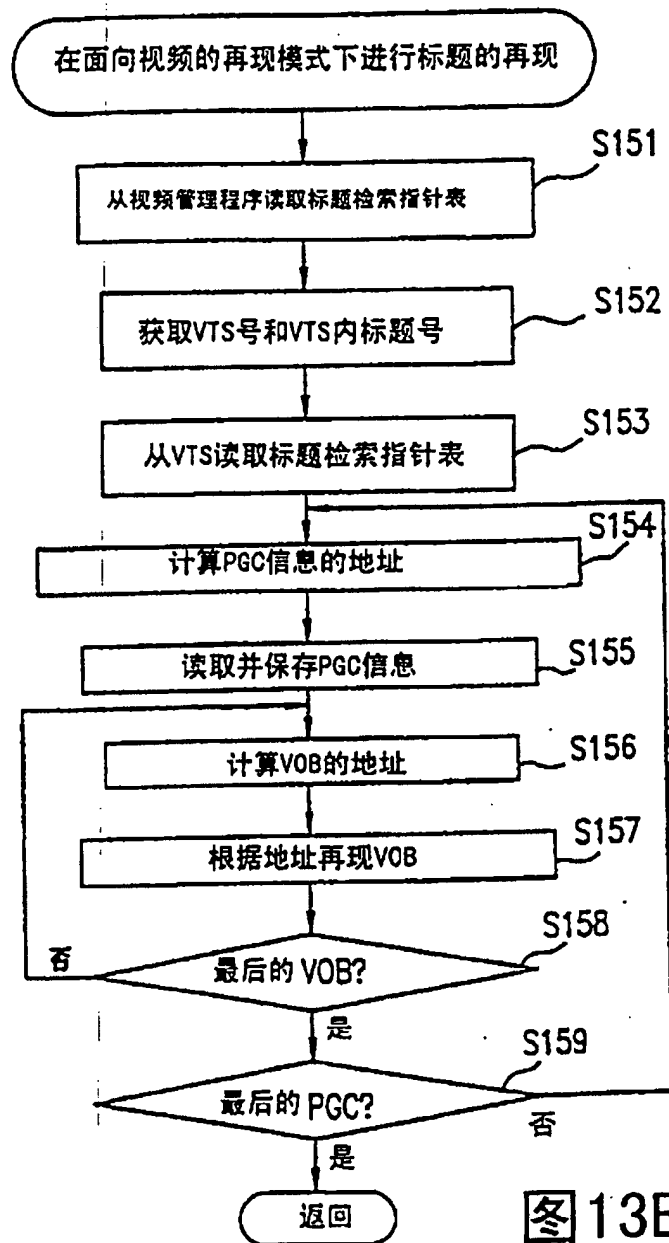 在面向视频的再现模式下进行标题的再现
S151
从视频管理程序读取标题检索指针表
S152
获取VTS号和VTS内标题号
S153
从VTS读取标题检索指针表
S154
计算PGC信息的地址
S155
读取并保存PGC信息
S156
计算VOB的地址
S157
根据地址再现VOB
S158
否
最后的VOB?
是
S159
最后的PGC?
否
是
返回
图13B